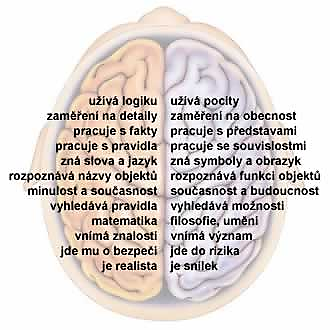 užívá logiku užívá pocity
zaměření na detaily zaměření na obecnost
pracuje s fakty pracuje s představami
pracuje s pravidla pracuje se souvislostmi
zná slova a jazyk zná symboly a obrazyk
rozpoznává názvy objektů rozpoznává funkci objektů
minulost a současnost současnost a budoucnost
vyhledává pravidla vyhledává možnosti
matematika filosofie, umění
vnímá znalosti vnímá význam
jde mu o bezpečí jde do rizika
je realista je snílek